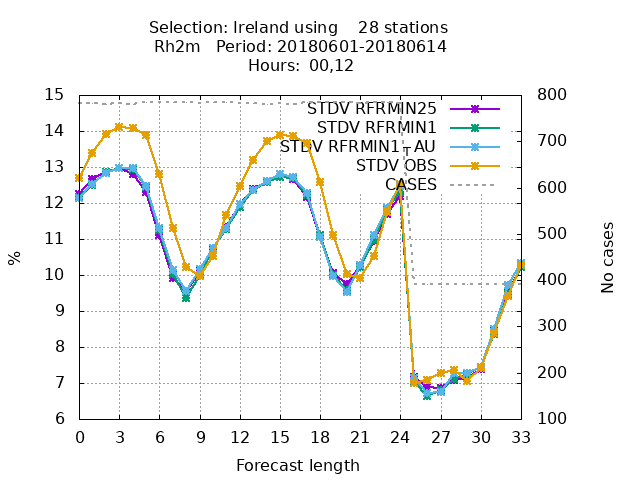 Selection: Ireland using    28 stations
Rh2m   Period: 20180601-20180614
Hours:  00,12
STDV RFRMIN25
STDV RFRMIN1
STDV RFRMIN1_AU
STDV OBS
CASES
15
14
13
12
11
10
9
8
7
6
%
800
700
600
500
400
300
200
100
No cases
0 3 6 9 12 15 18 21 24 27 30 33
Forecast length